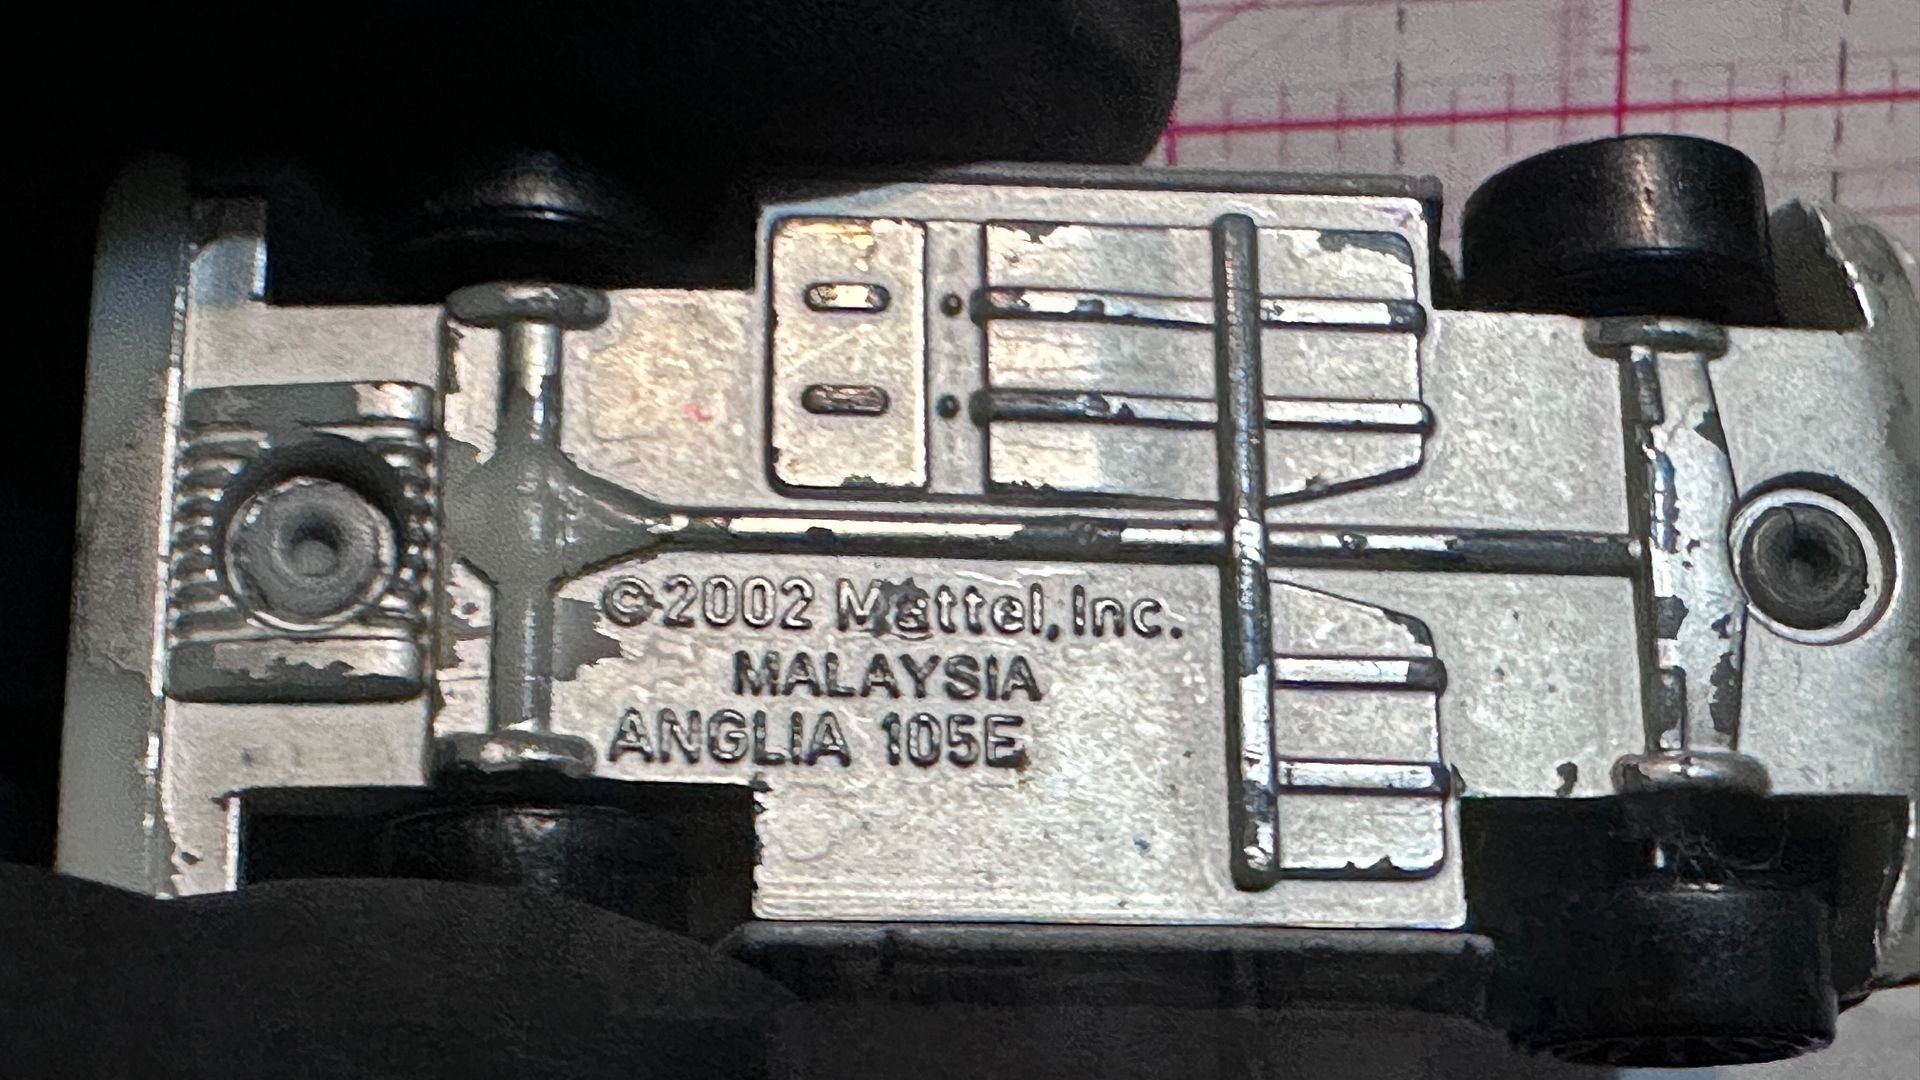 ©2002 Mattel, Inc.
MALAYSIA
ANGLIA 105E